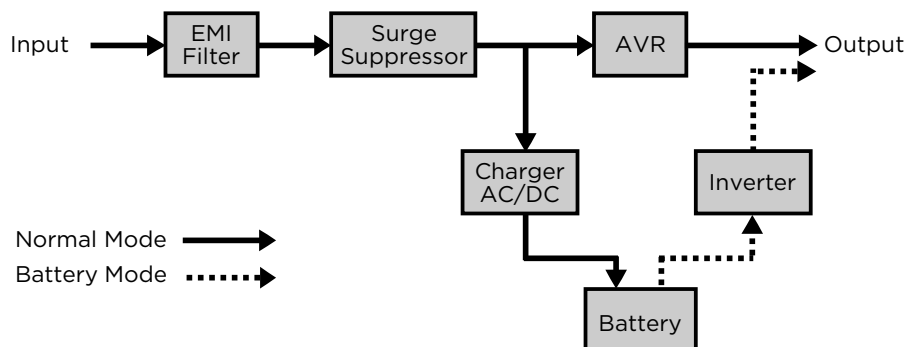 Input
EMI
Filter
Surge
Suppressor
AVR
Output
Charger
AC/DC
Inverter
Normal Mode
Battery Mode
Battery